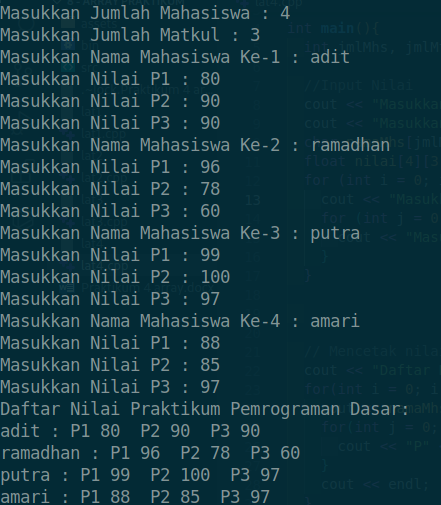 Masukkan Jumlah Mahasiswa : 4
Masukkan Jumlah Matkul : 3
Masukkan Nama Mahasiswa Ke-1 : adit
Masukkan Nilai P1 : 80
Masukkan Nilai P2 : 90
Masukkan Nilai P3 : 90
Masukkan Nama Mahasiswa Ke-2 : ramadhan
Masukkan Nilai P1 : 96
Masukkan Nilai P2 : 78
Masukkan Nilai P3 : 60
Masukkan Nama Mahasiswa Ke-3 : putra
Masukkan Nilai P1 : 99
Masukkan Nilai P2 : 100
Masukkan Nilai P3 : 97
Masukkan Nama Mahasiswa Ke-4 : amari
Masukkan Nilai P1 : 88
Masukkan Nilai P2 : 85
Masukkan Nilai P3 : 97
Daftar Nilai Praktikum Pemrograman Dasar:
adit : P1 80  P2 90  P3 90
ramadhan : P1 96  P2 78  P3 60
putra : P1 99  P2 100  P3 97
amari : P1 88  P2 85  P3 97